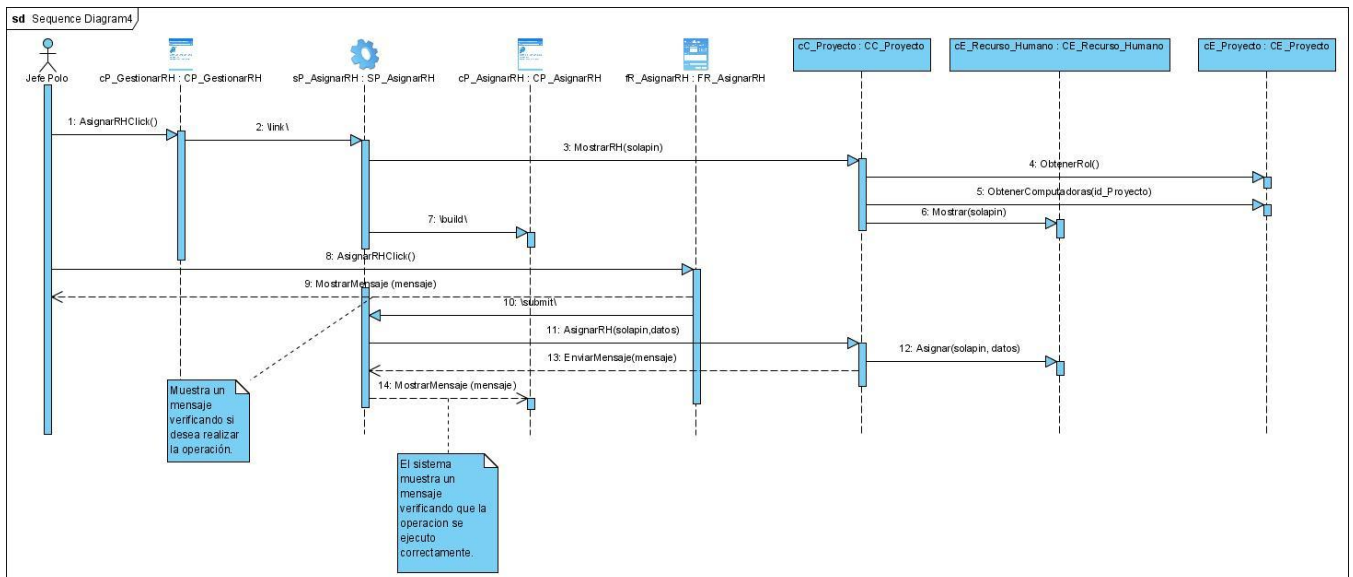 sd Sequence Diagram4
Jefe Polo
cP_GestionarRH : CP_GestionarRH
sP_AsignarRH : SP_AsignarRH
cP_AsignarRH : CP_AsignarRH
fR_AsignarRH : FR_AsignarRH
cC_Proyecto : CC_Proyecto
cE_Recurso_Humano : CE_Recurso_Humano
cE_Proyecto : CE_Proyecto
1: AsignarRHClick()
2: \link\
3: MostrarRH(solapin)
4: ObtenerRol()
5: ObtenerComputadoras(id_Proyecto)
6: Mostrar(solapin)
7: \build\
8: AsignarRHClick()
9: MostrarMensaje (mensaje)
10: \submit\
11: AsignarRH(solapin,datos)
12: Asignar(solapin, datos)
13: EnviarMensaje(mensaje)
14: MostrarMensaje (mensaje)
Muestra un
mensaje
verificando si
desea realizar
la operación.
El sistema
muestra un
mensaje
verificando que la
operacion se
ejecuto
correctamente.